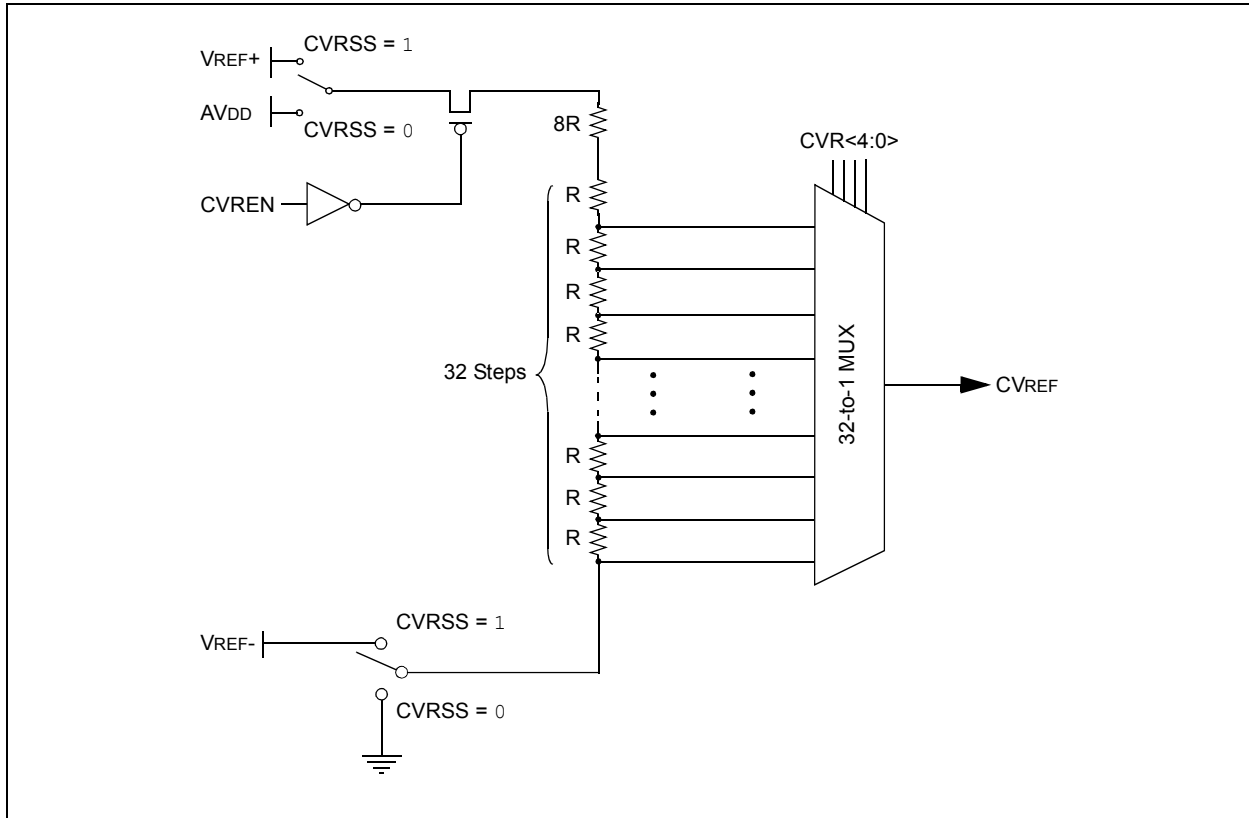 CVRSS = 1
VREF+
AVDD
CVRSS = 0
8R
CVR<4:0>
CVREN
R
R
R
R
32 Steps
32-to-1 MUX
CVREF
R
R
R
CVRSS = 1
VREF-
CVRSS = 0